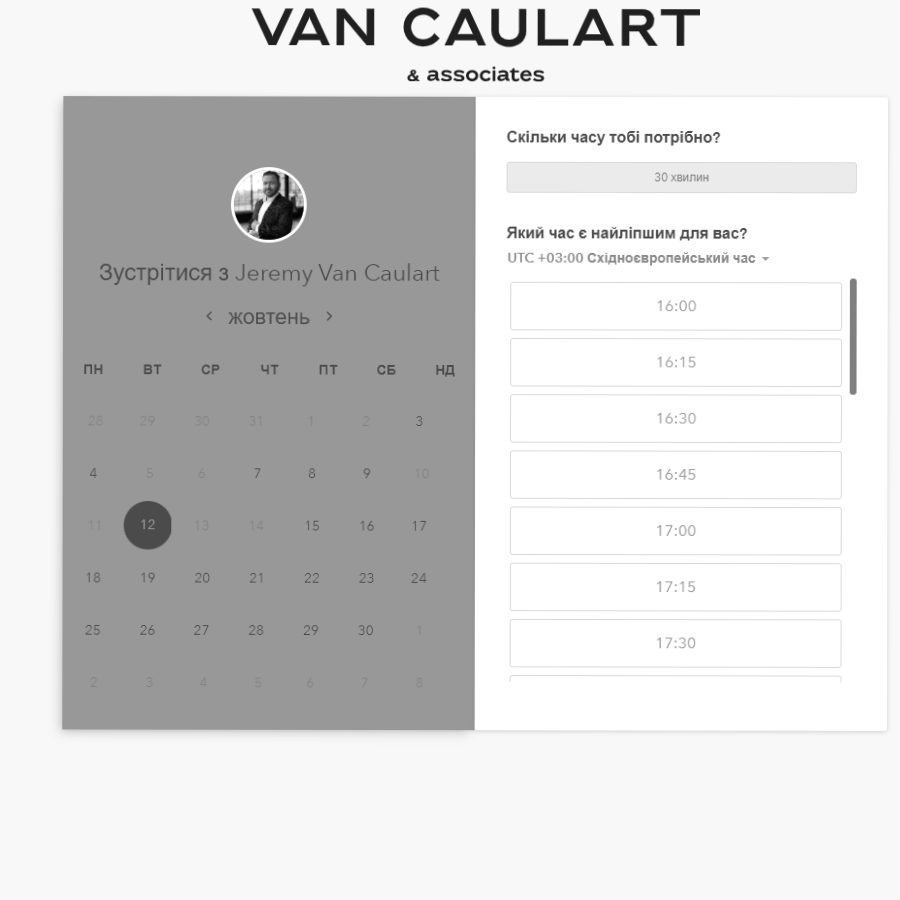 VAN CAULART
& associates
Зустрітися з Jeremy Van Caulart
жовтень
ПН ВТ СР ЧТ ПТ СБ НД
28 29 30 31 1 2 3
4 5 6 7 8 9 10
11 12 13 14 15 16 17
18 19 20 21 22 23 24
25 26 27 28 29 30 1
2 3 4 5 6 7 8
Скільки часу тобі потрібно?
30 хвилин
Який час є найліпшим для вас?
UTC +03:00 Східноєвропейський час
16:00
16:15
16:30
16:45
17:00
17:15
17:30